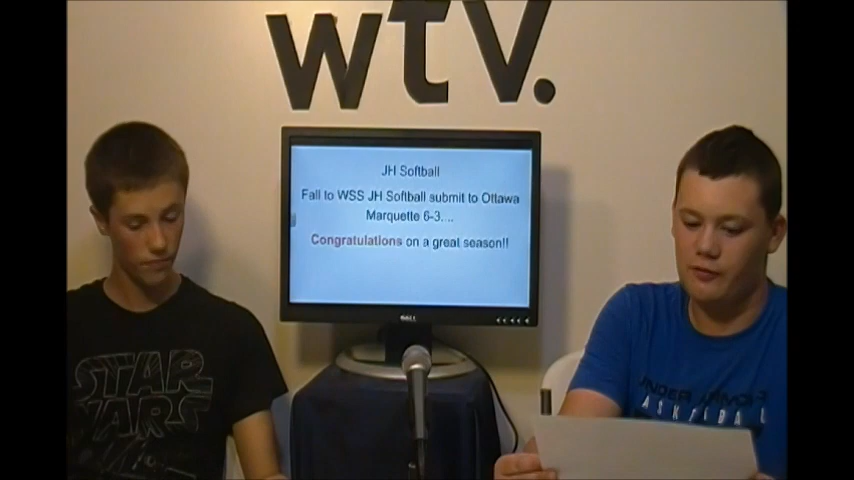 wtv.
JH Softball
Fall to WSS JH Softball submit to Ottawa
Marquette 6-3....
Congratulations on a great season!!
DELL
STAR
WARS
UNDER ARMOUR
BASKETBALL